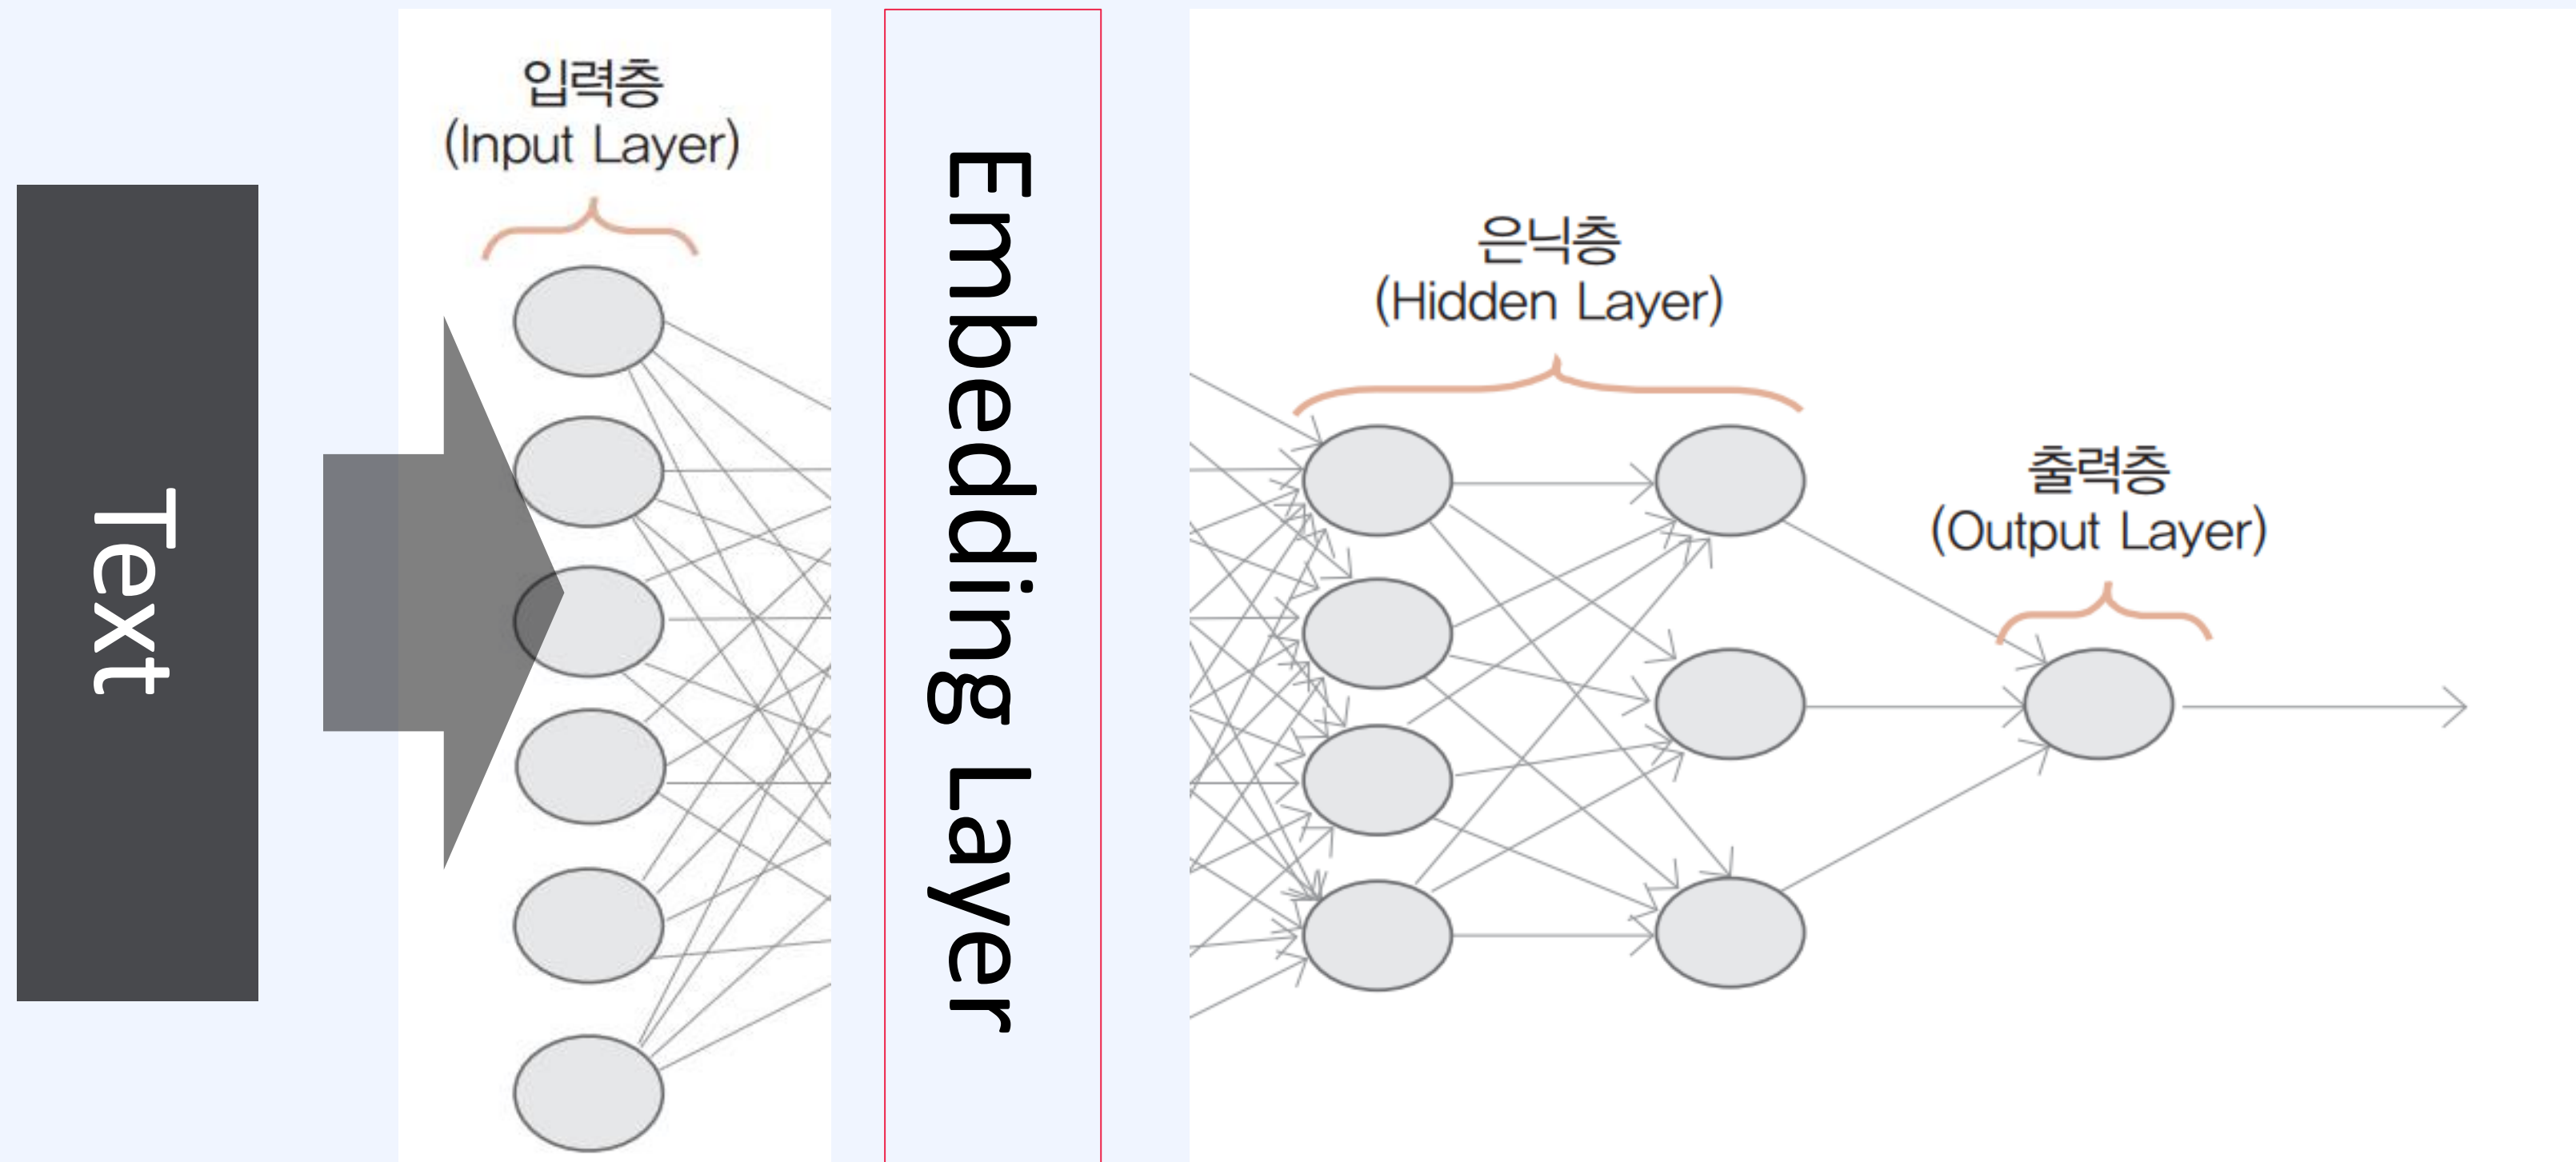 Text
입력층
(Input Layer)
Embedding Layer
은닉층
(Hidden Layer)
출력층
(Output Layer)